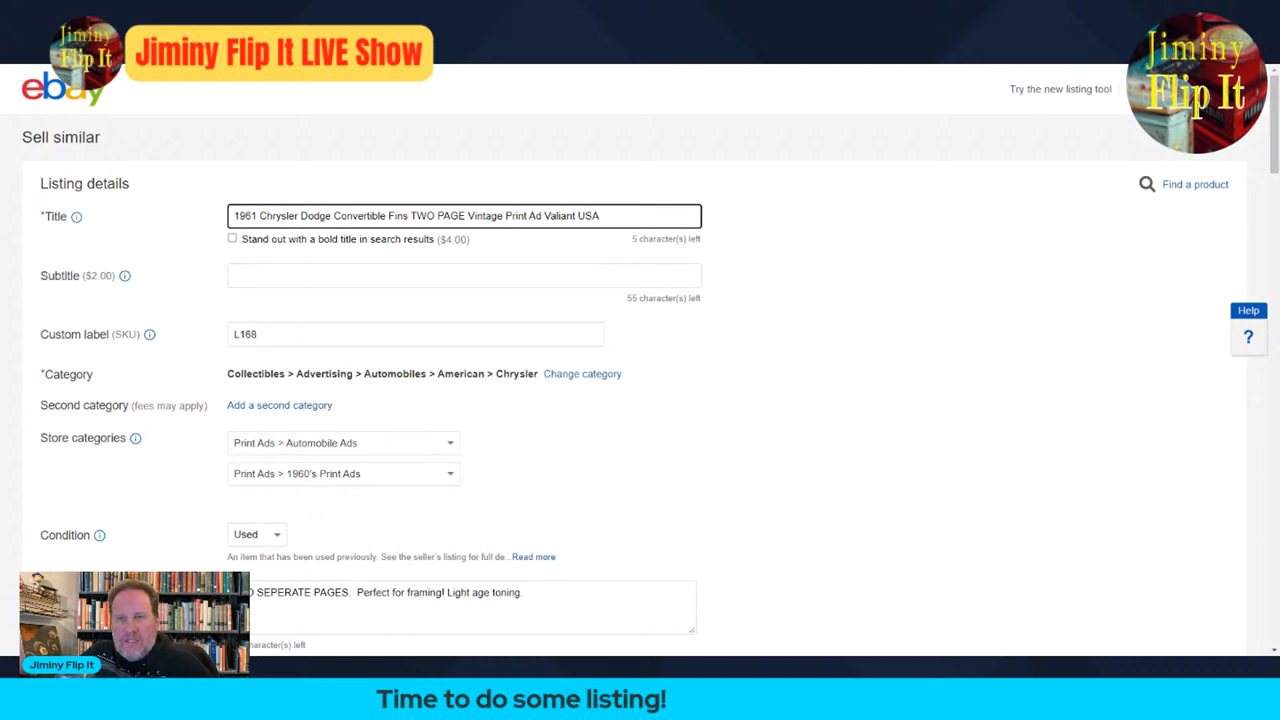 Jiminy
Flip It
Jiminy Flip It LIVE Show
Jiminy
Flip It
ebay
Try the new listing tool
Sell similar
Listing details
Find a product
*Title
1961 Chrysler Dodge Convertible Fins TWO PAGE Vintage Print Ad Valiant USA
Stand out with a bold title in search results ($4.00)
5 character(s) left
Subtitle ($2.00)
55 character(s) left
Custom label (SKU)
L168
*Category
Collectibles > Advertising > Automobiles > American > Chrysler Change category
Second category (fees may apply)
Add a second category
Store categories
Print Ads > Automobile Ads
Print Ads > 1960's Print Ads
Help
?
Condition
Used
An item that has been used previously. See the seller's listing for full de... Read more
O SEPERATE PAGES. Perfect for framing! Light age toning.
haracter(s) left
Jiminy Flip It
Time to do some listing!